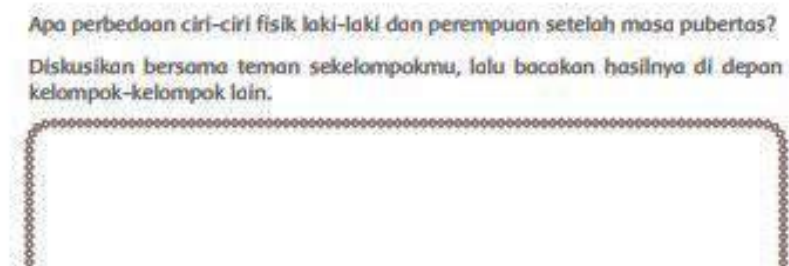 Apa perbedaan ciri-ciri fisik laki-laki dan perempuan setelah masa pubertas?
Diskusikan bersama teman sekelompokmu, lalu bacakan hasilnya di depan
kelompok-kelompok lain.